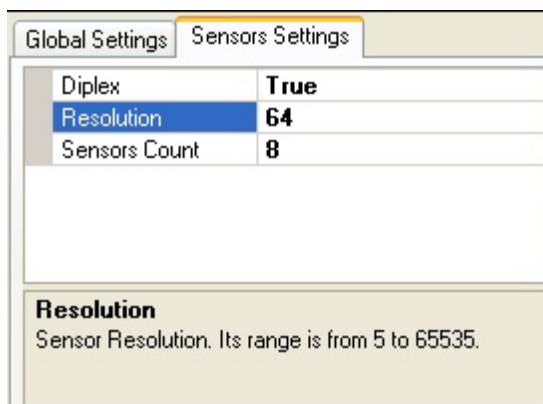 Global Settings Sensors Settings
Diplex True
Resolution 64
Sensors Count 8
Resolution
Sensor Resolution. Its range is from 5 to 65535.